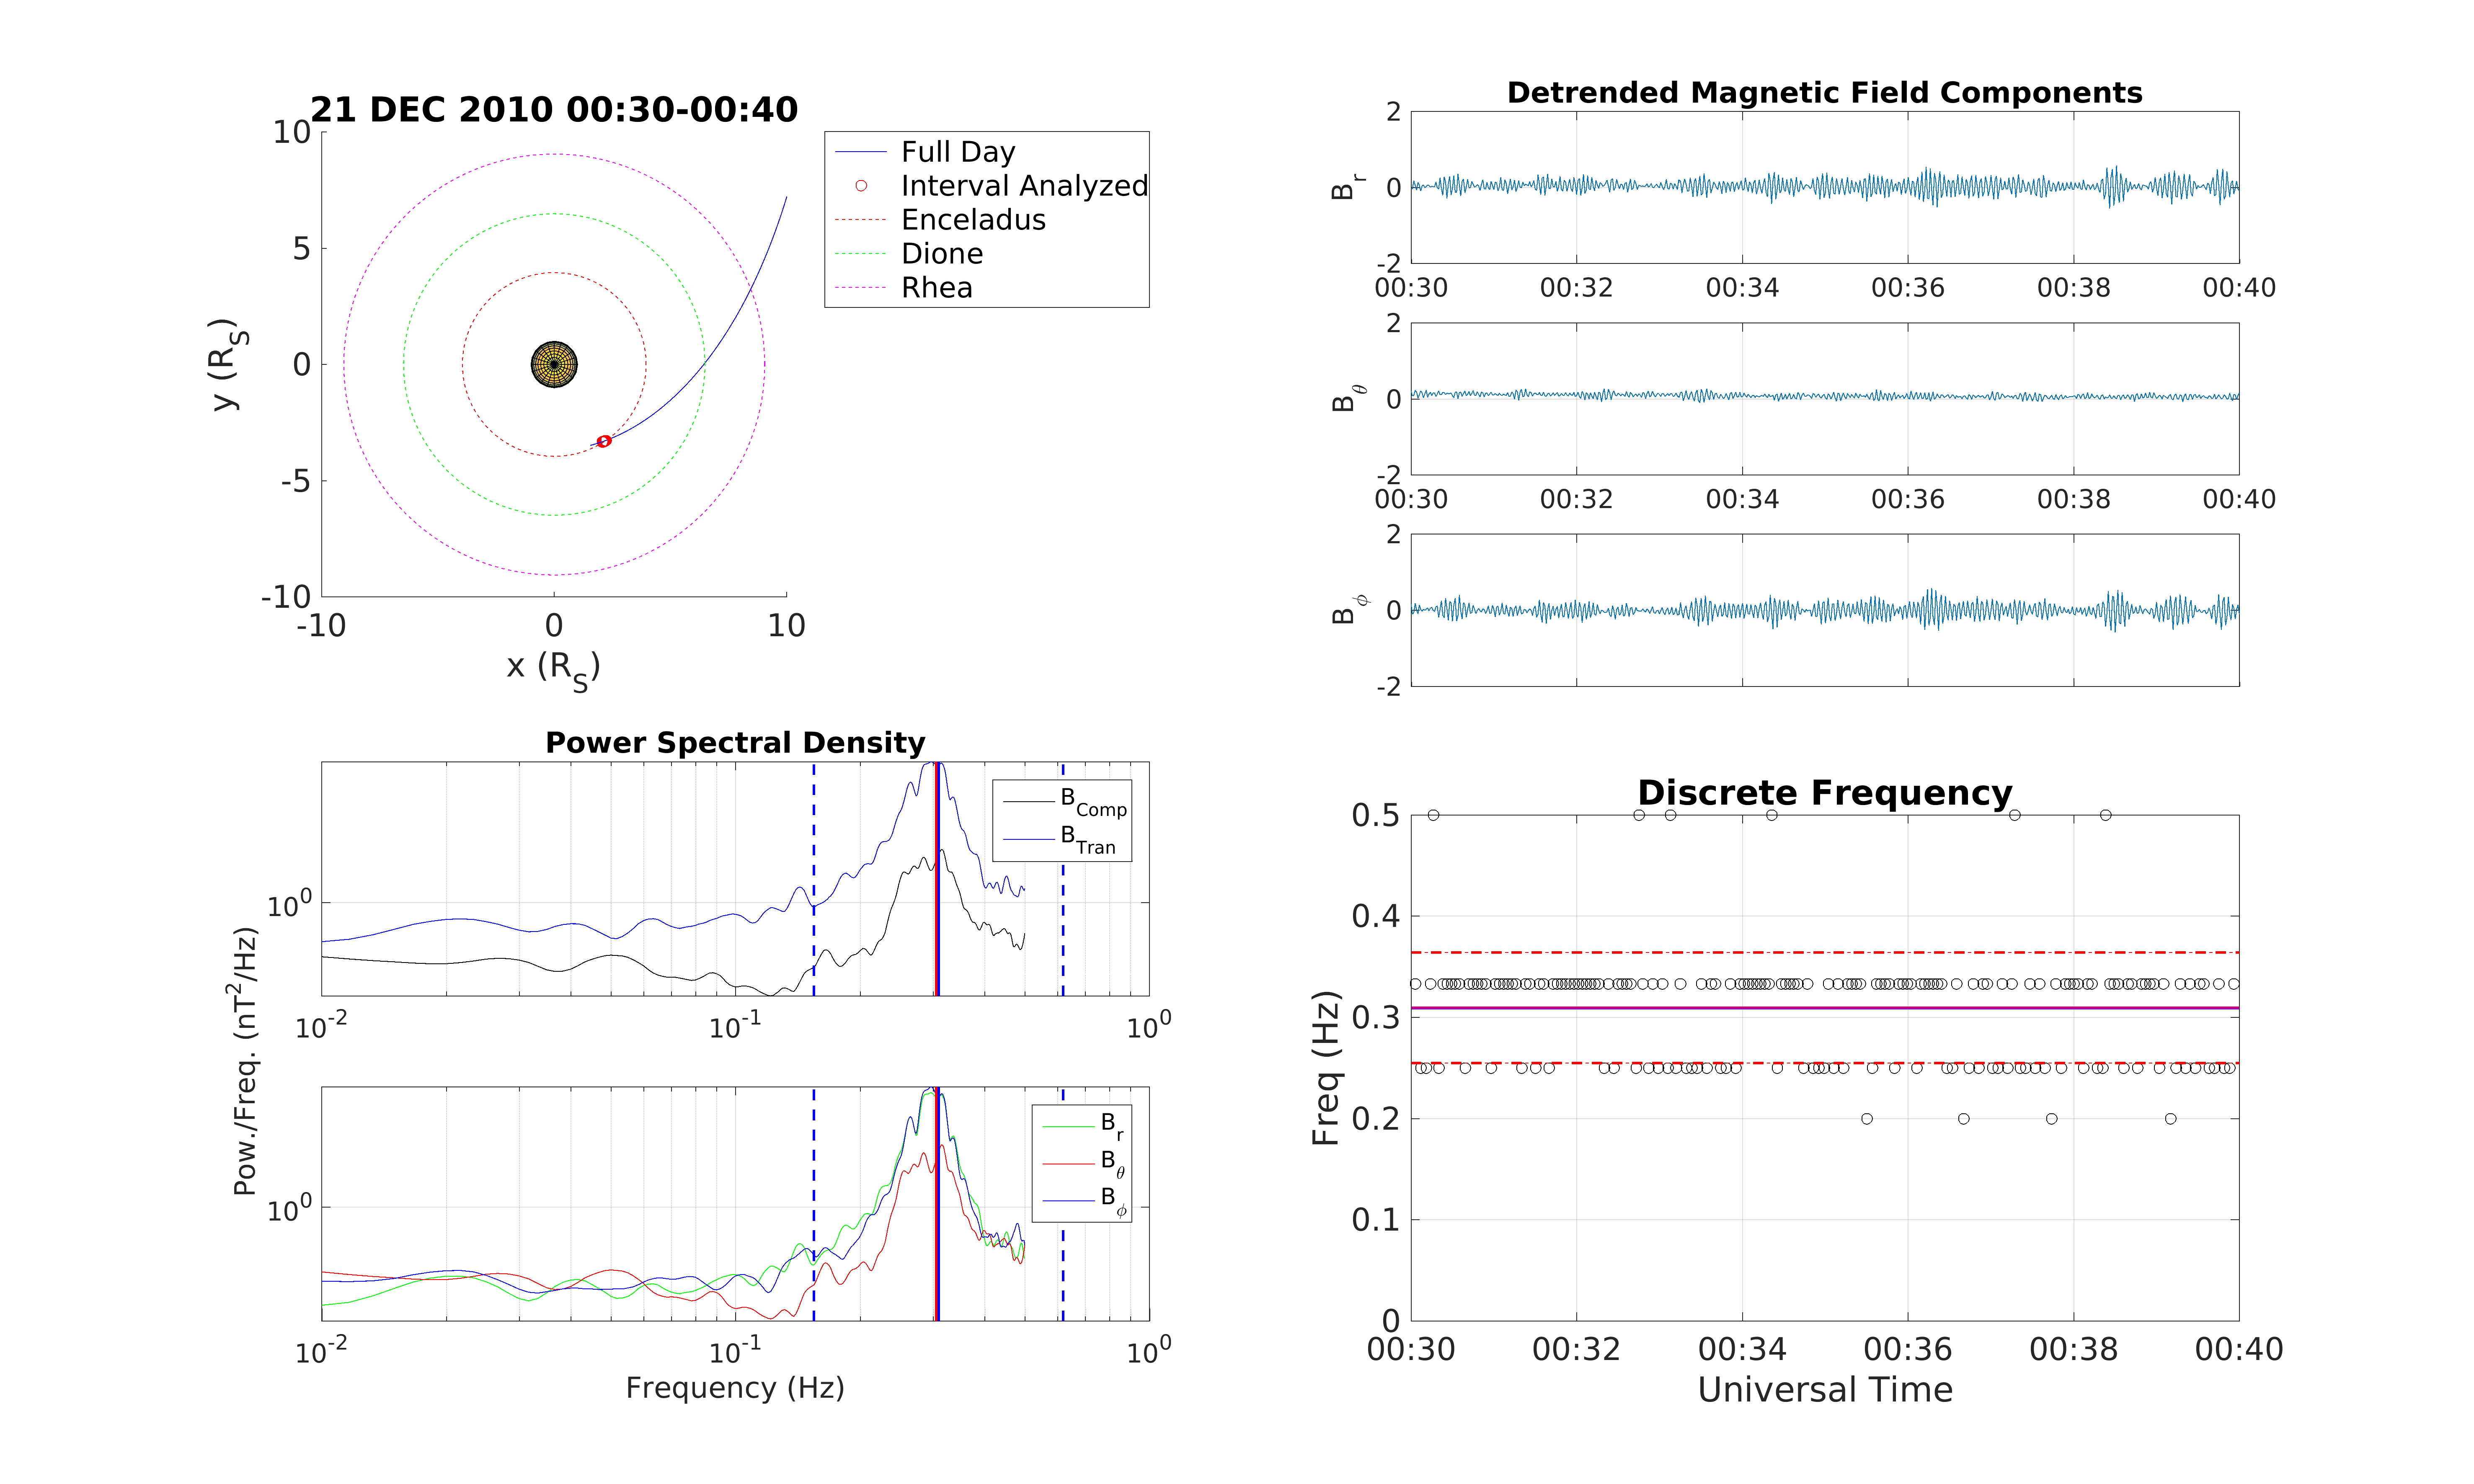 21 DEC 2010 00:30-00:40
10
5
0
-5
-10
-10 0 10
y (R_S)
x (R_S)
Full Day
Interval Analyzed
Enceladus
Dione
Rhea
Detrended Magnetic Field Components
2
0
-2
B_r
00:30 00:32 00:34 00:36 00:38 00:40
2
0
-2
B_θ
00:30 00:32 00:34 00:36 00:38 00:40
2
0
-2
B_ϕ
Power Spectral Density
10^0
10^-2 10^-1 10^0
B_Comp
B_Tran
Pow./Freq. (nT^2/Hz)
10^0
10^-2 10^-1 10^0
B_r
B_θ
B_ϕ
Frequency (Hz)
Discrete Frequency
0.5
0.4
0.3
0.2
0.1
0
Freq (Hz)
00:30 00:32 00:34 00:36 00:38 00:40
Universal Time